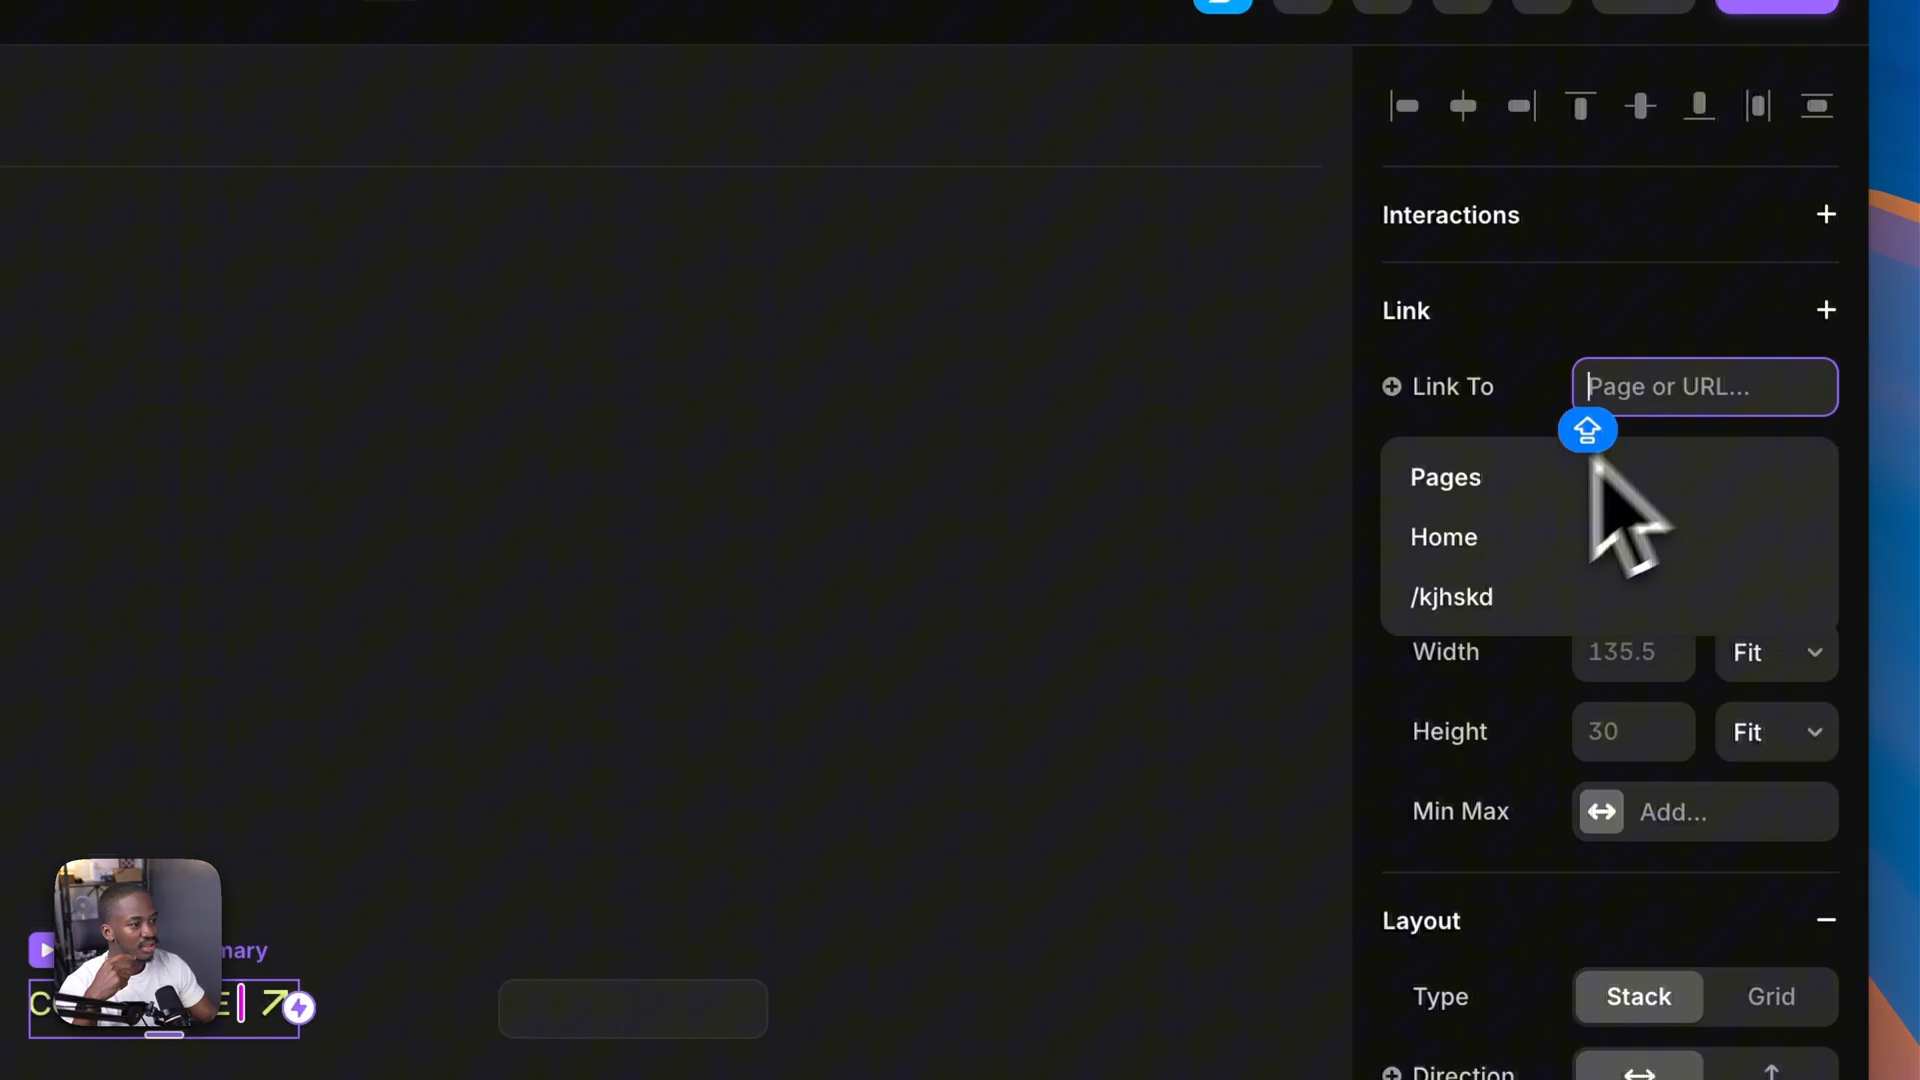 Interactions
Link
Link To
Page or URL...
Pages
Home
/kjhskd
Width 135.5 Fit
Height 30 Fit
Min Max Add...
Layout
Type Stack Grid
Direction